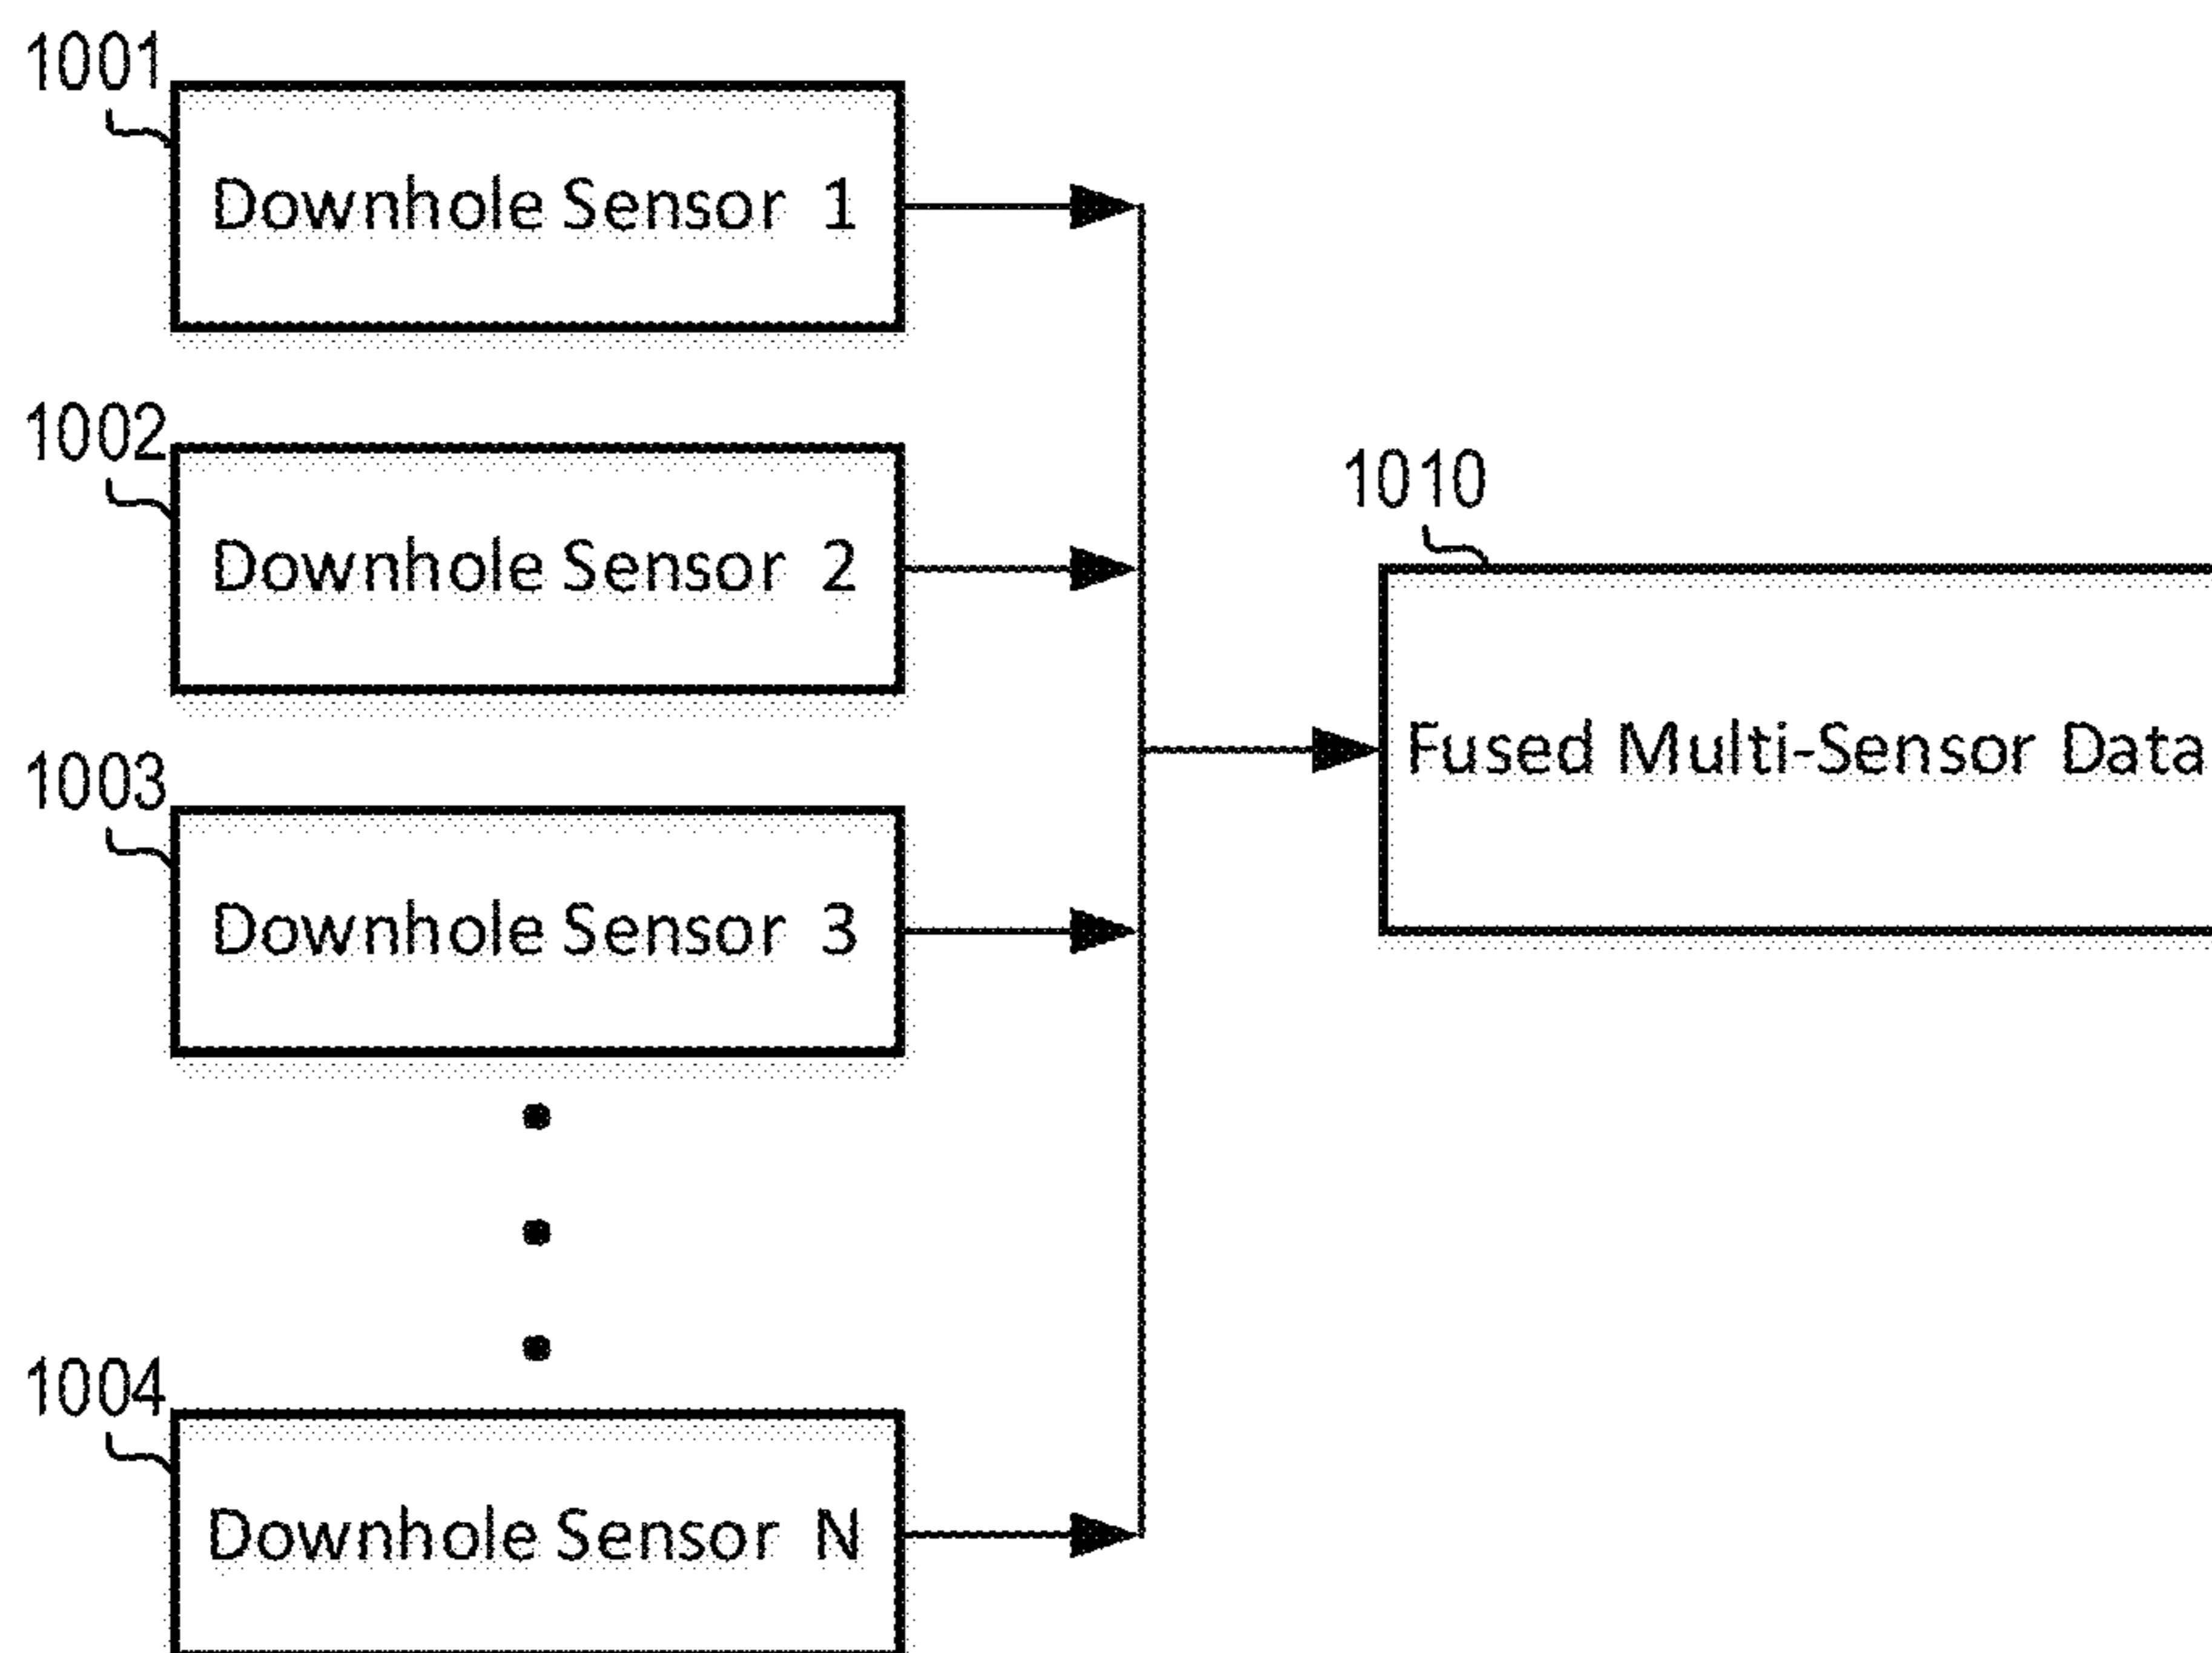 1001
Downhole Sensor 1
1002
Downhole Sensor 2
1010
Fused Multi-Sensor Data
1003
Downhole Sensor 3
1004
Downhole Sensor N